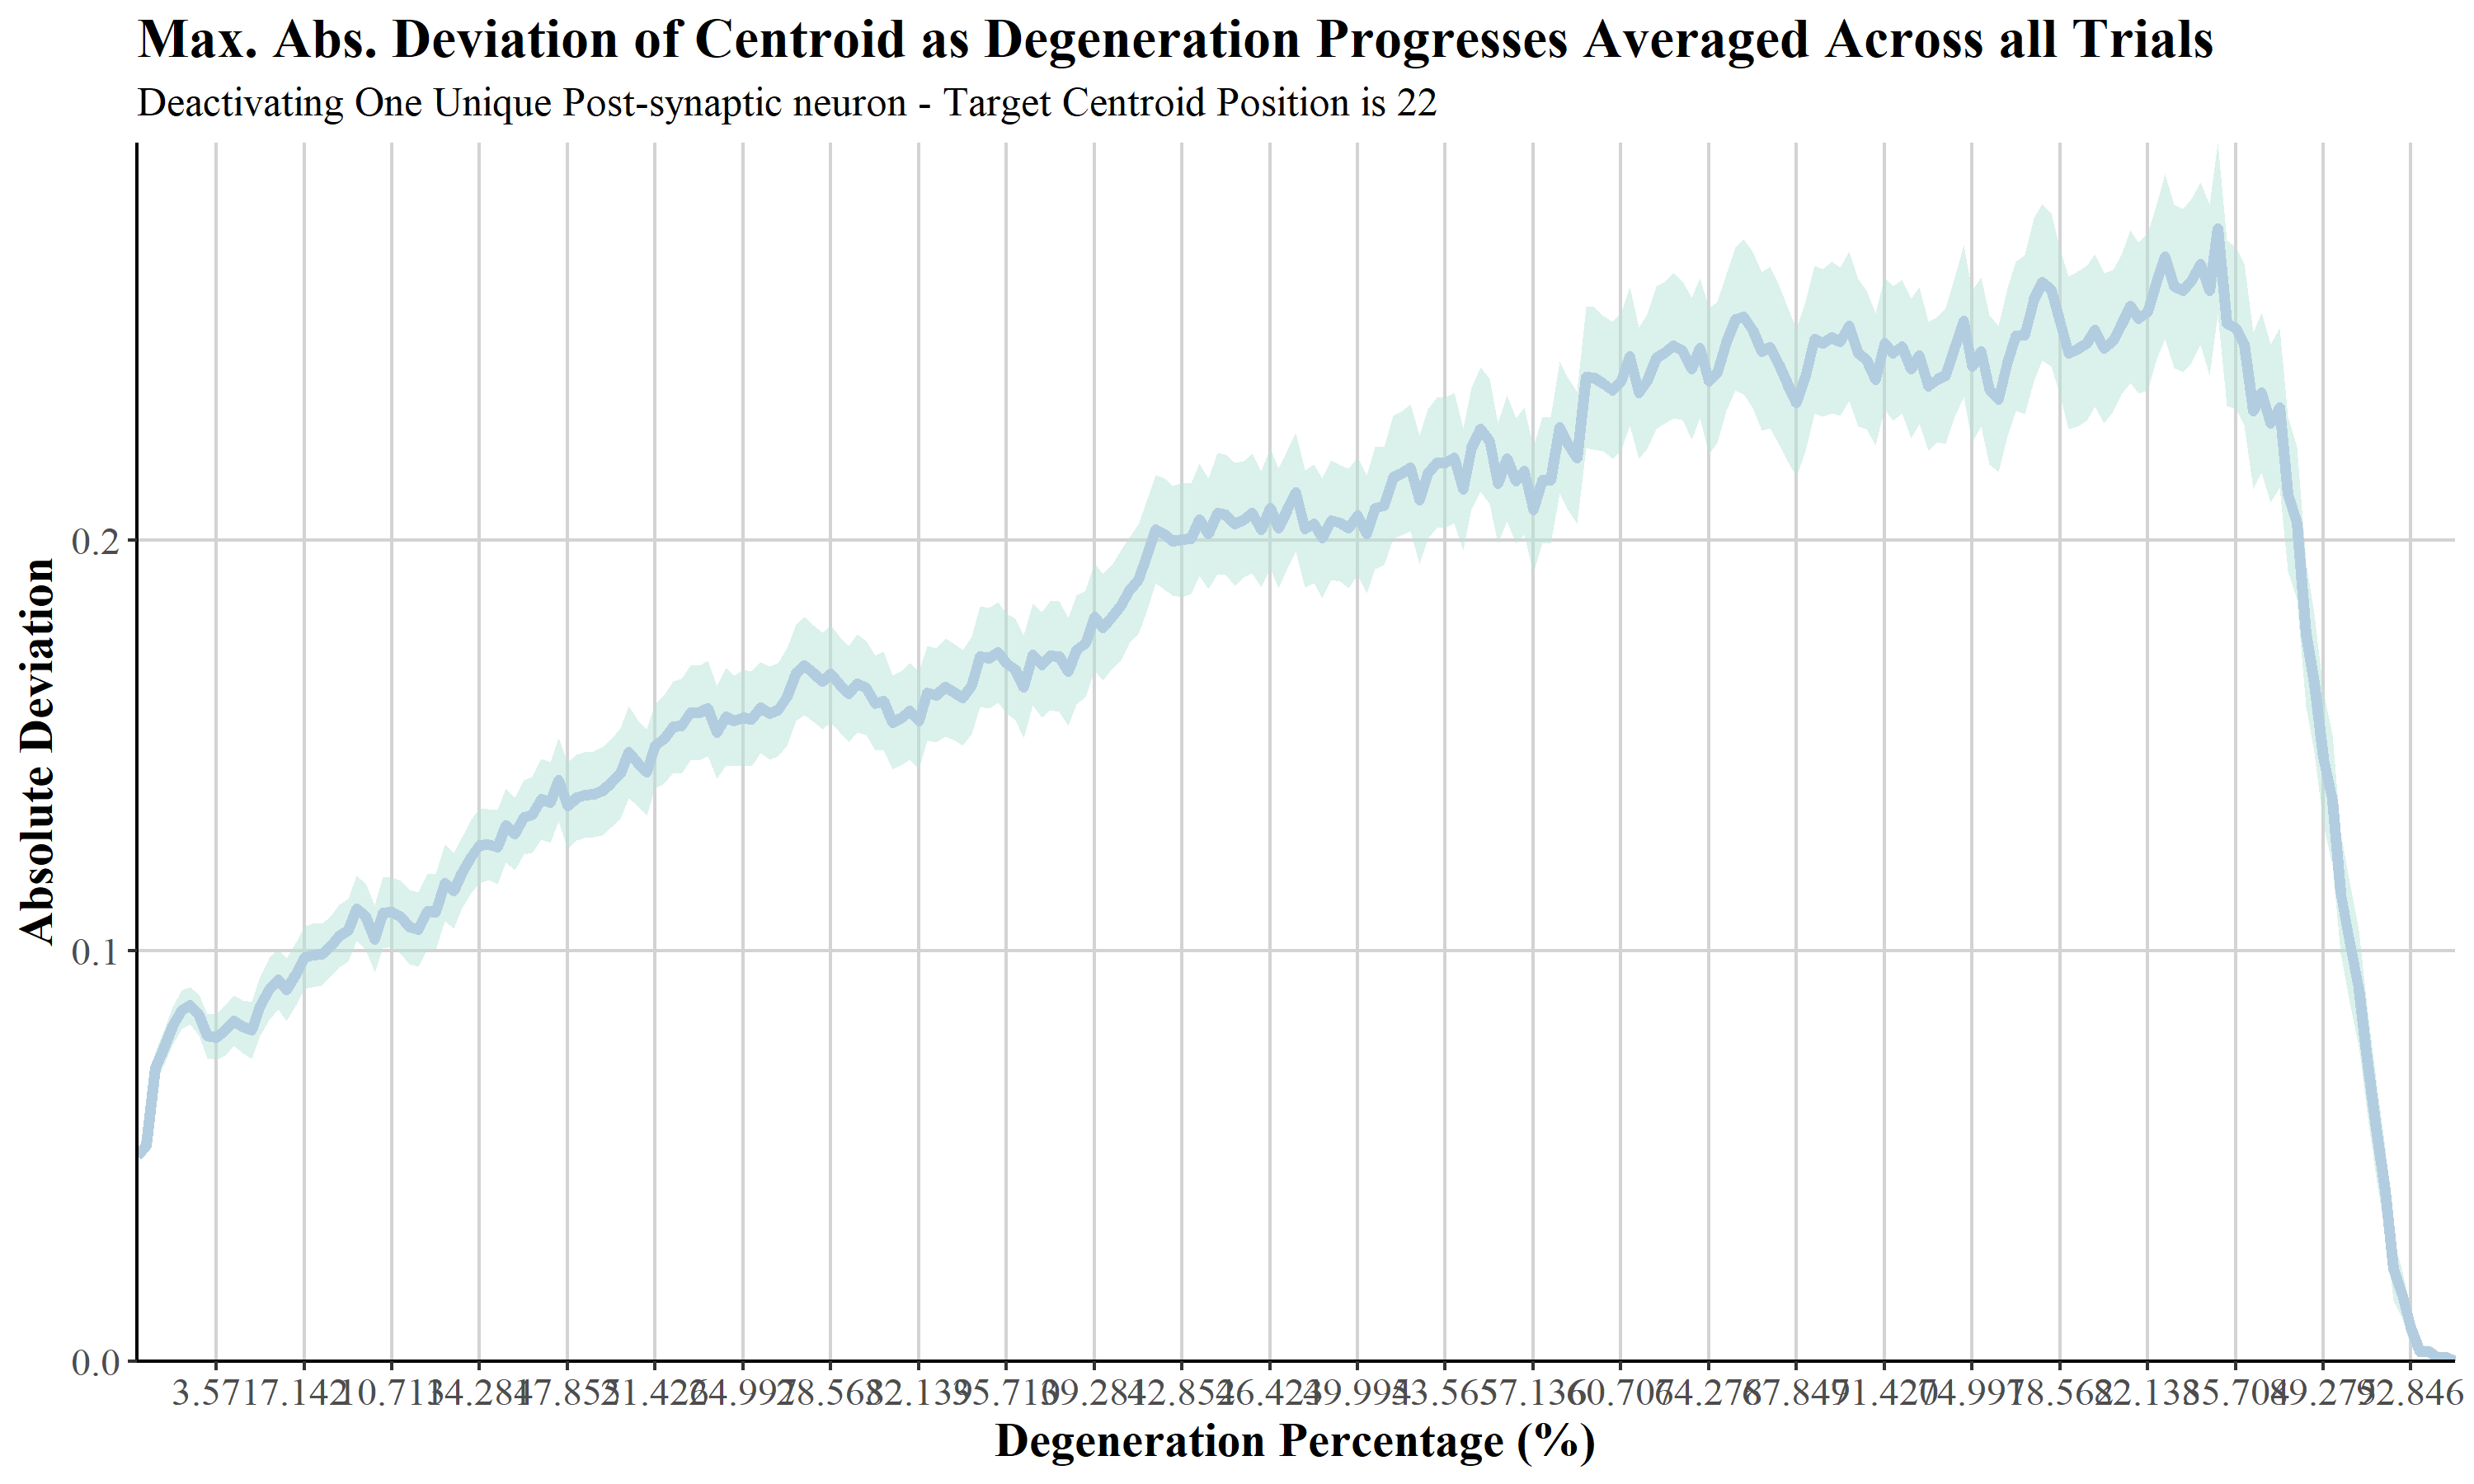 Max. Abs. Deviation of Centroid as Degeneration Progresses Averaged Across all Trials
Deactivating One Unique Post-synaptic neuron - Target Centroid Position is 22
Absolute Deviation
0.2
0.1
0.0
3.571 7.142 10.713 14.284 17.855 21.426 24.997 28.568 32.139 35.710 39.281 42.852 46.423 49.994 53.565 57.136 60.707 64.278 67.849 71.420 74.991 78.562 82.133 85.704 89.275 92.846
Degeneration Percentage (%)